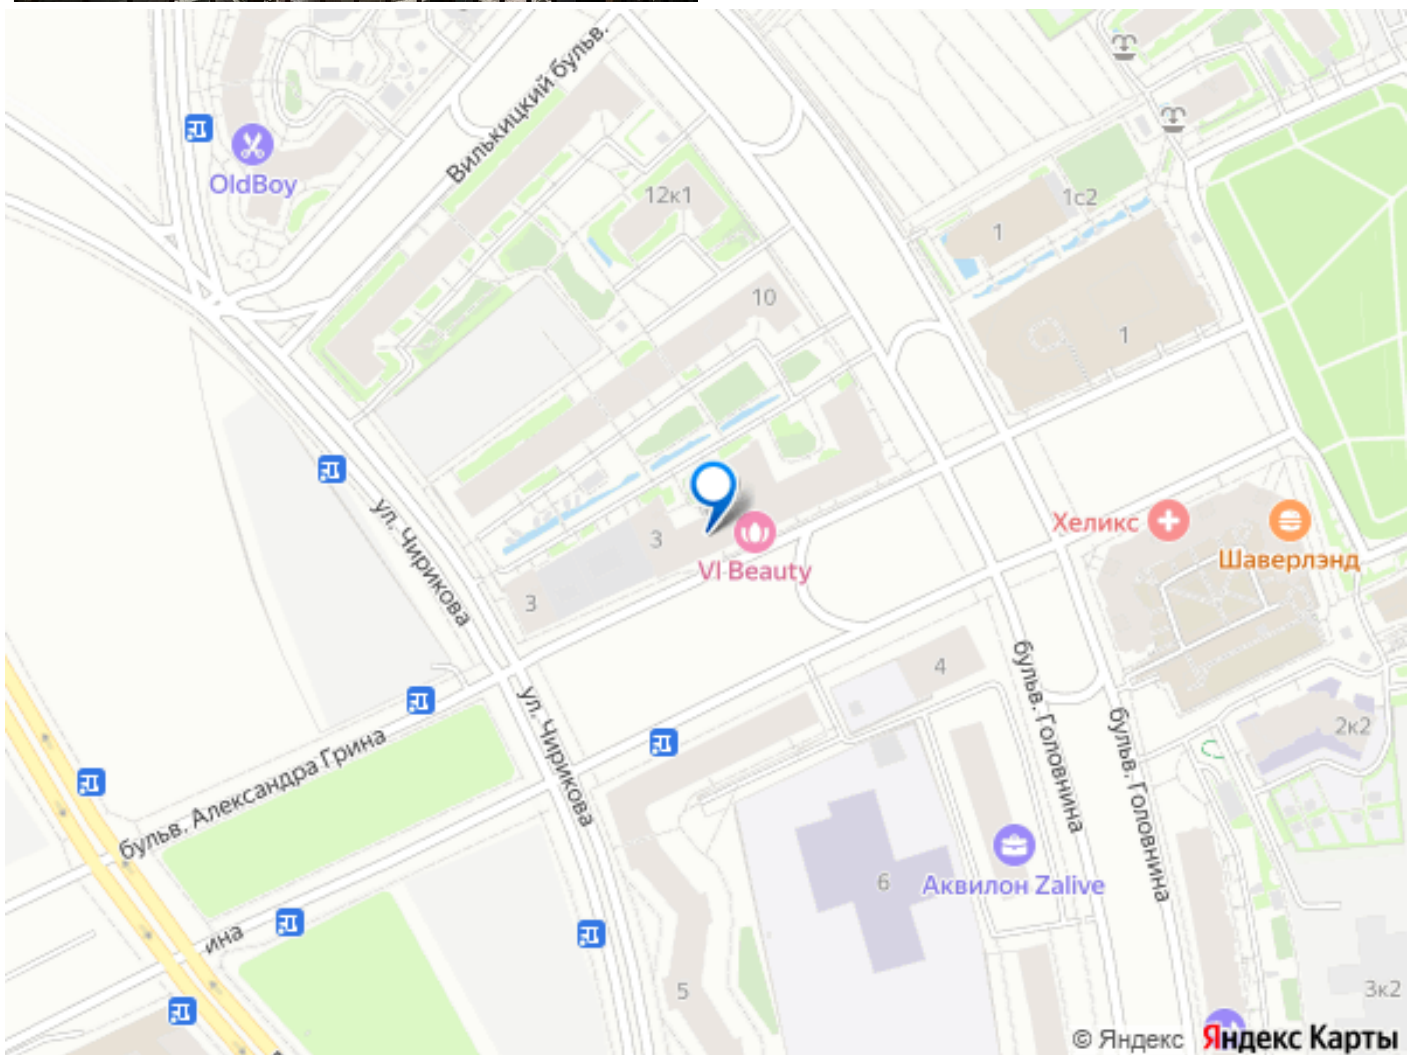 Вилькицкий бульв.
OldBoy
12к1
1с2
1
10
1
ул. Чирикова
3
VI Beauty
3
Хеликс
Шаверлэнд
бульв. Головнина
4
ул. Чирикова
бульв. Головнина
2к2
бульв. Александра Грина
Аквилон Zalive
6
ина
5
3к2
© Яндекс Яндекс Карты